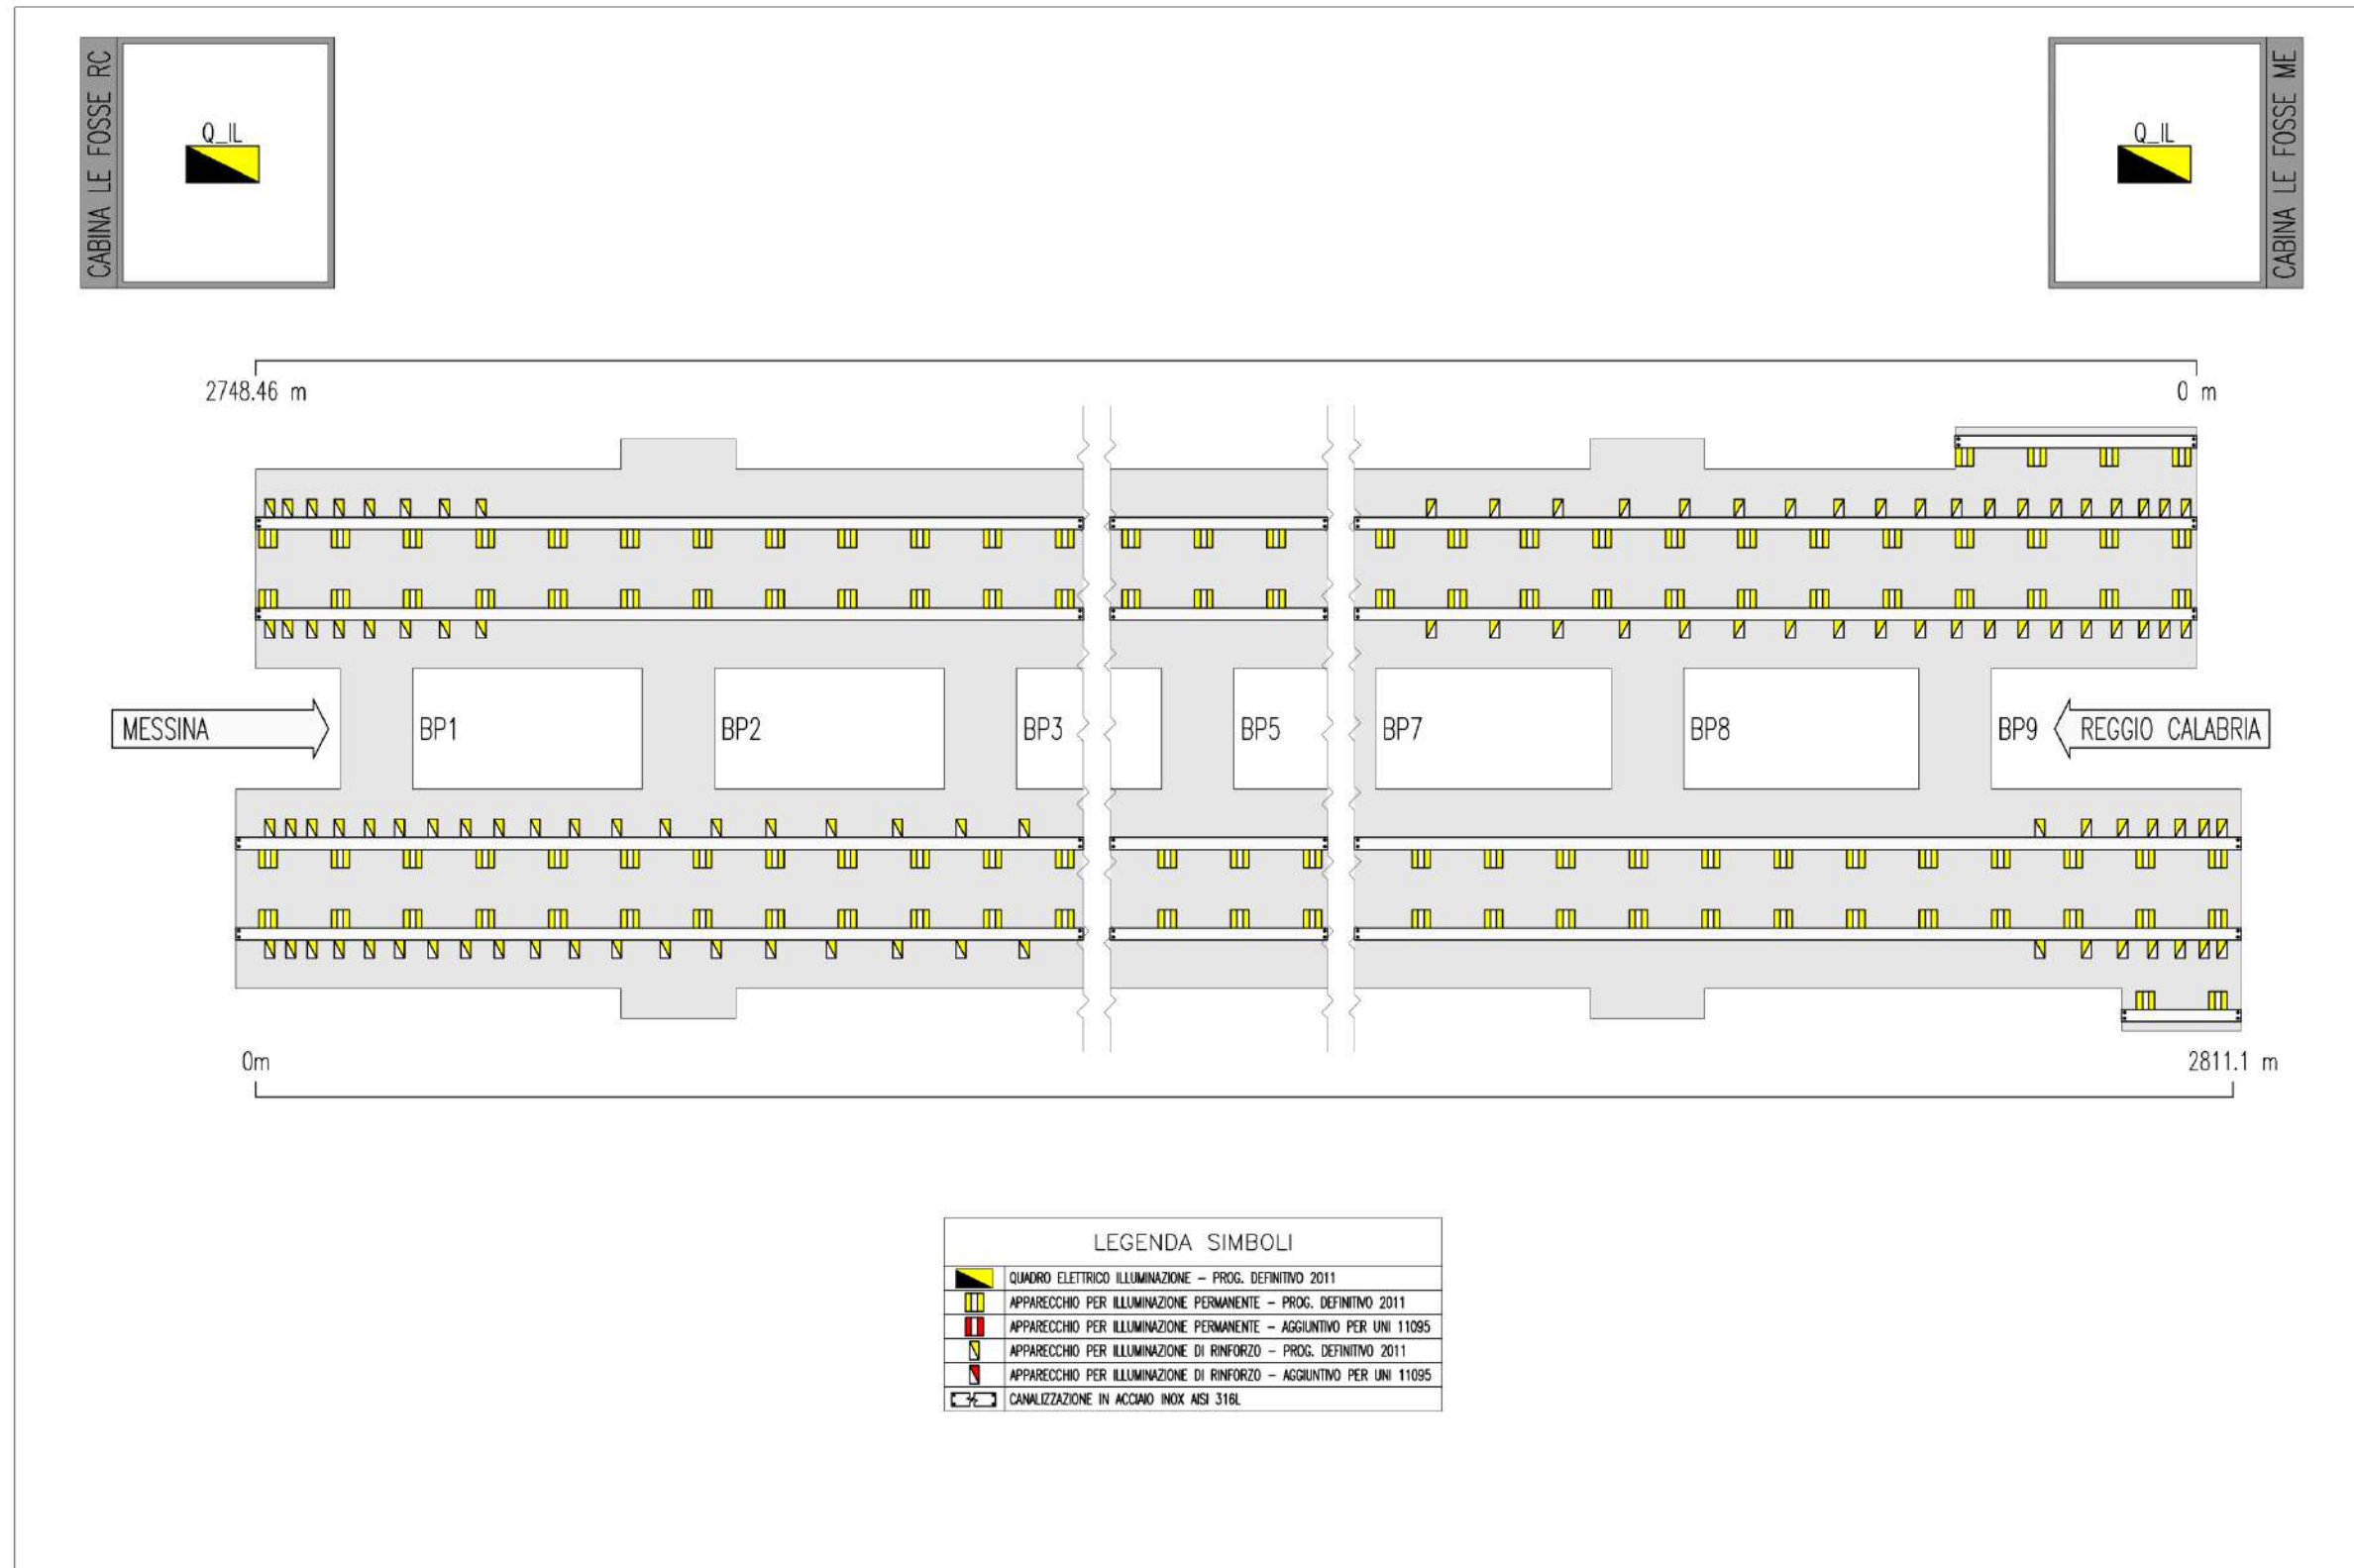 CABINA LE FOSSE RC
Q_IL
Q_IL
CABINA LE FOSSE ME
2748.46 m
0 m
MESSINA
BP1
BP2
BP3
BP5
BP7
BP8
BP9
REGGIO CALABRIA
0m
2811.1 m
LEGENDA SIMBOLI
QUADRO ELETTRICO ILLUMINAZIONE – PROG. DEFINITIVO 2011
APPARECCHIO PER ILLUMINAZIONE PERMANENTE – PROG. DEFINITIVO 2011
APPARECCHIO PER ILLUMINAZIONE PERMANENTE – AGGIUNTIVO PER UNI 11095
APPARECCHIO PER ILLUMINAZIONE DI RINFORZO – PROG. DEFINITIVO 2011
APPARECCHIO PER ILLUMINAZIONE DI RINFORZO – AGGIUNTIVO PER UNI 11095
CANALIZZAZIONE IN ACCIAIO INOX AISI 316L